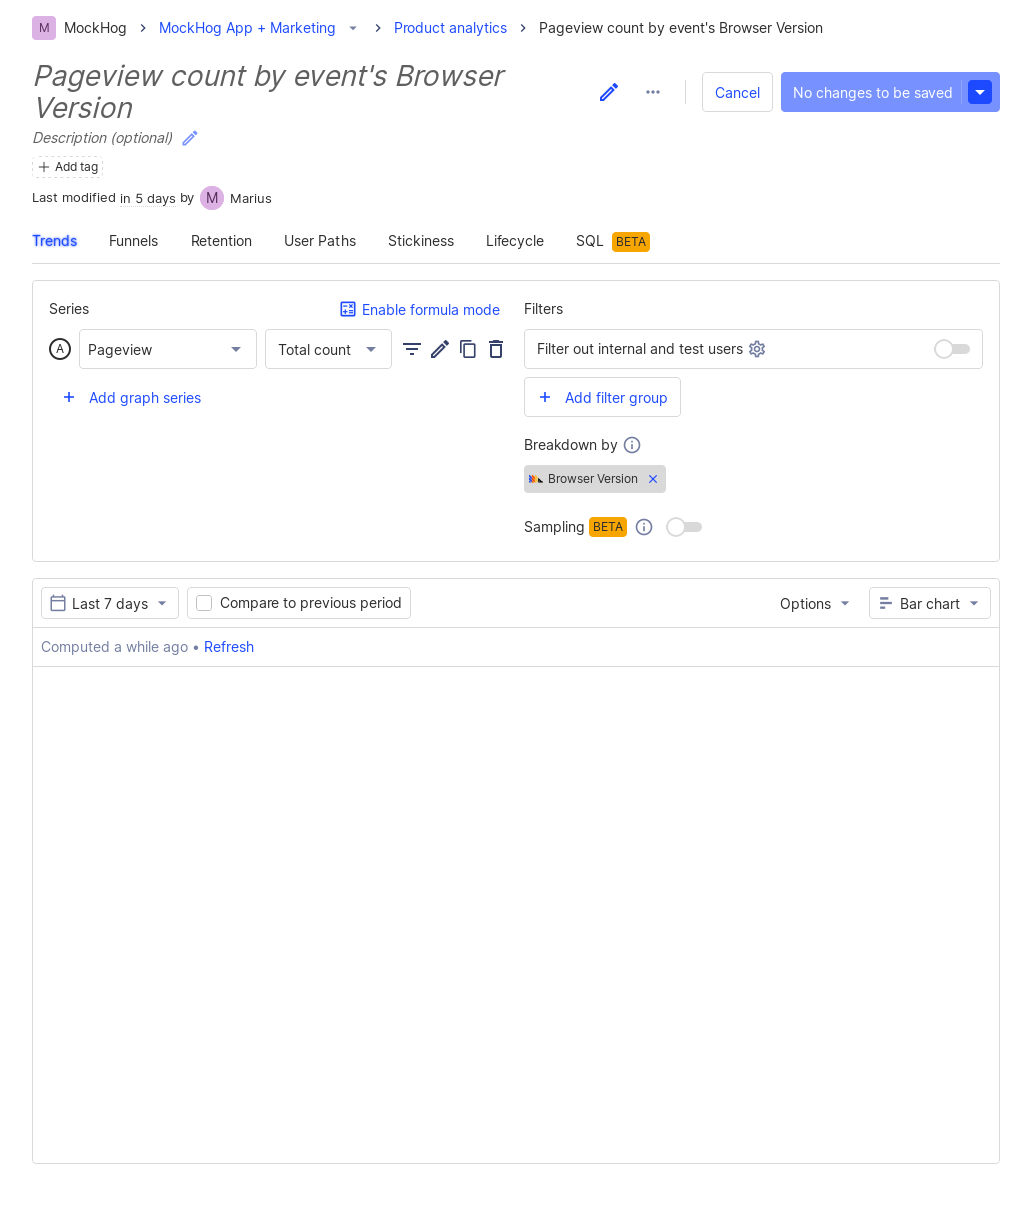 M MockHog MockHog App + Marketing Product analytics Pageview count by event's Browser Version
Pageview count by event's Browser
Version
Cancel No changes to be saved
Description (optional)
Add tag
Last modified in 5 days by M Marius
Trends Funnels Retention User Paths Stickiness Lifecycle SQL BETA
Series Enable formula mode
A Pageview Total count
Add graph series
Filters
Filter out internal and test users
Add filter group
Breakdown by
Browser Version
Sampling BETA
Last 7 days Compare to previous period Options Bar chart
Computed a while ago • Refresh